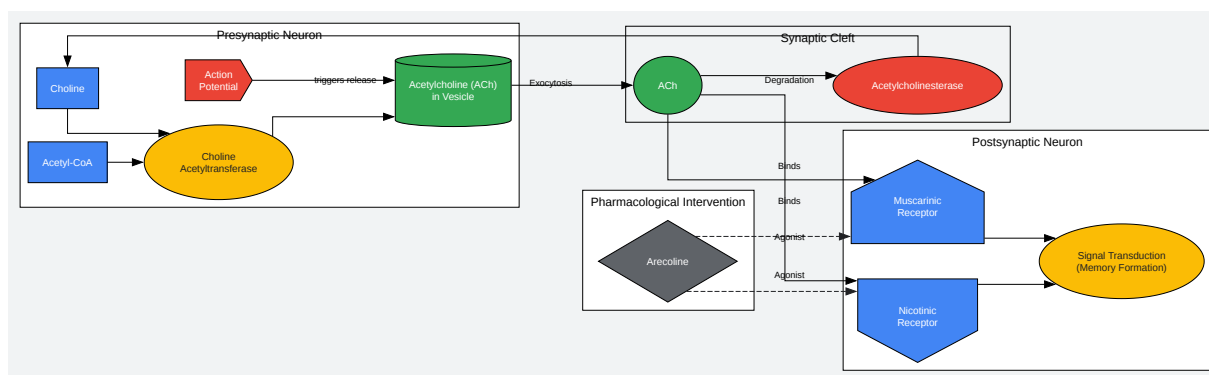 Presynaptic Neuron
Synaptic Cleft
Choline
Action
Potential
triggers release
Acetylcholine (ACh)
in Vesicle
Exocytosis
ACh
Degradation
Acetylcholinesterase
Acetyl-CoA
Choline
Acetyltransferase
Postsynaptic Neuron
Binds
Binds
Pharmacological Intervention
Muscarinic
Receptor
Agonist
Arecoline
Agonist
Signal Transduction
(Memory Formation)
Nicotinic
Receptor